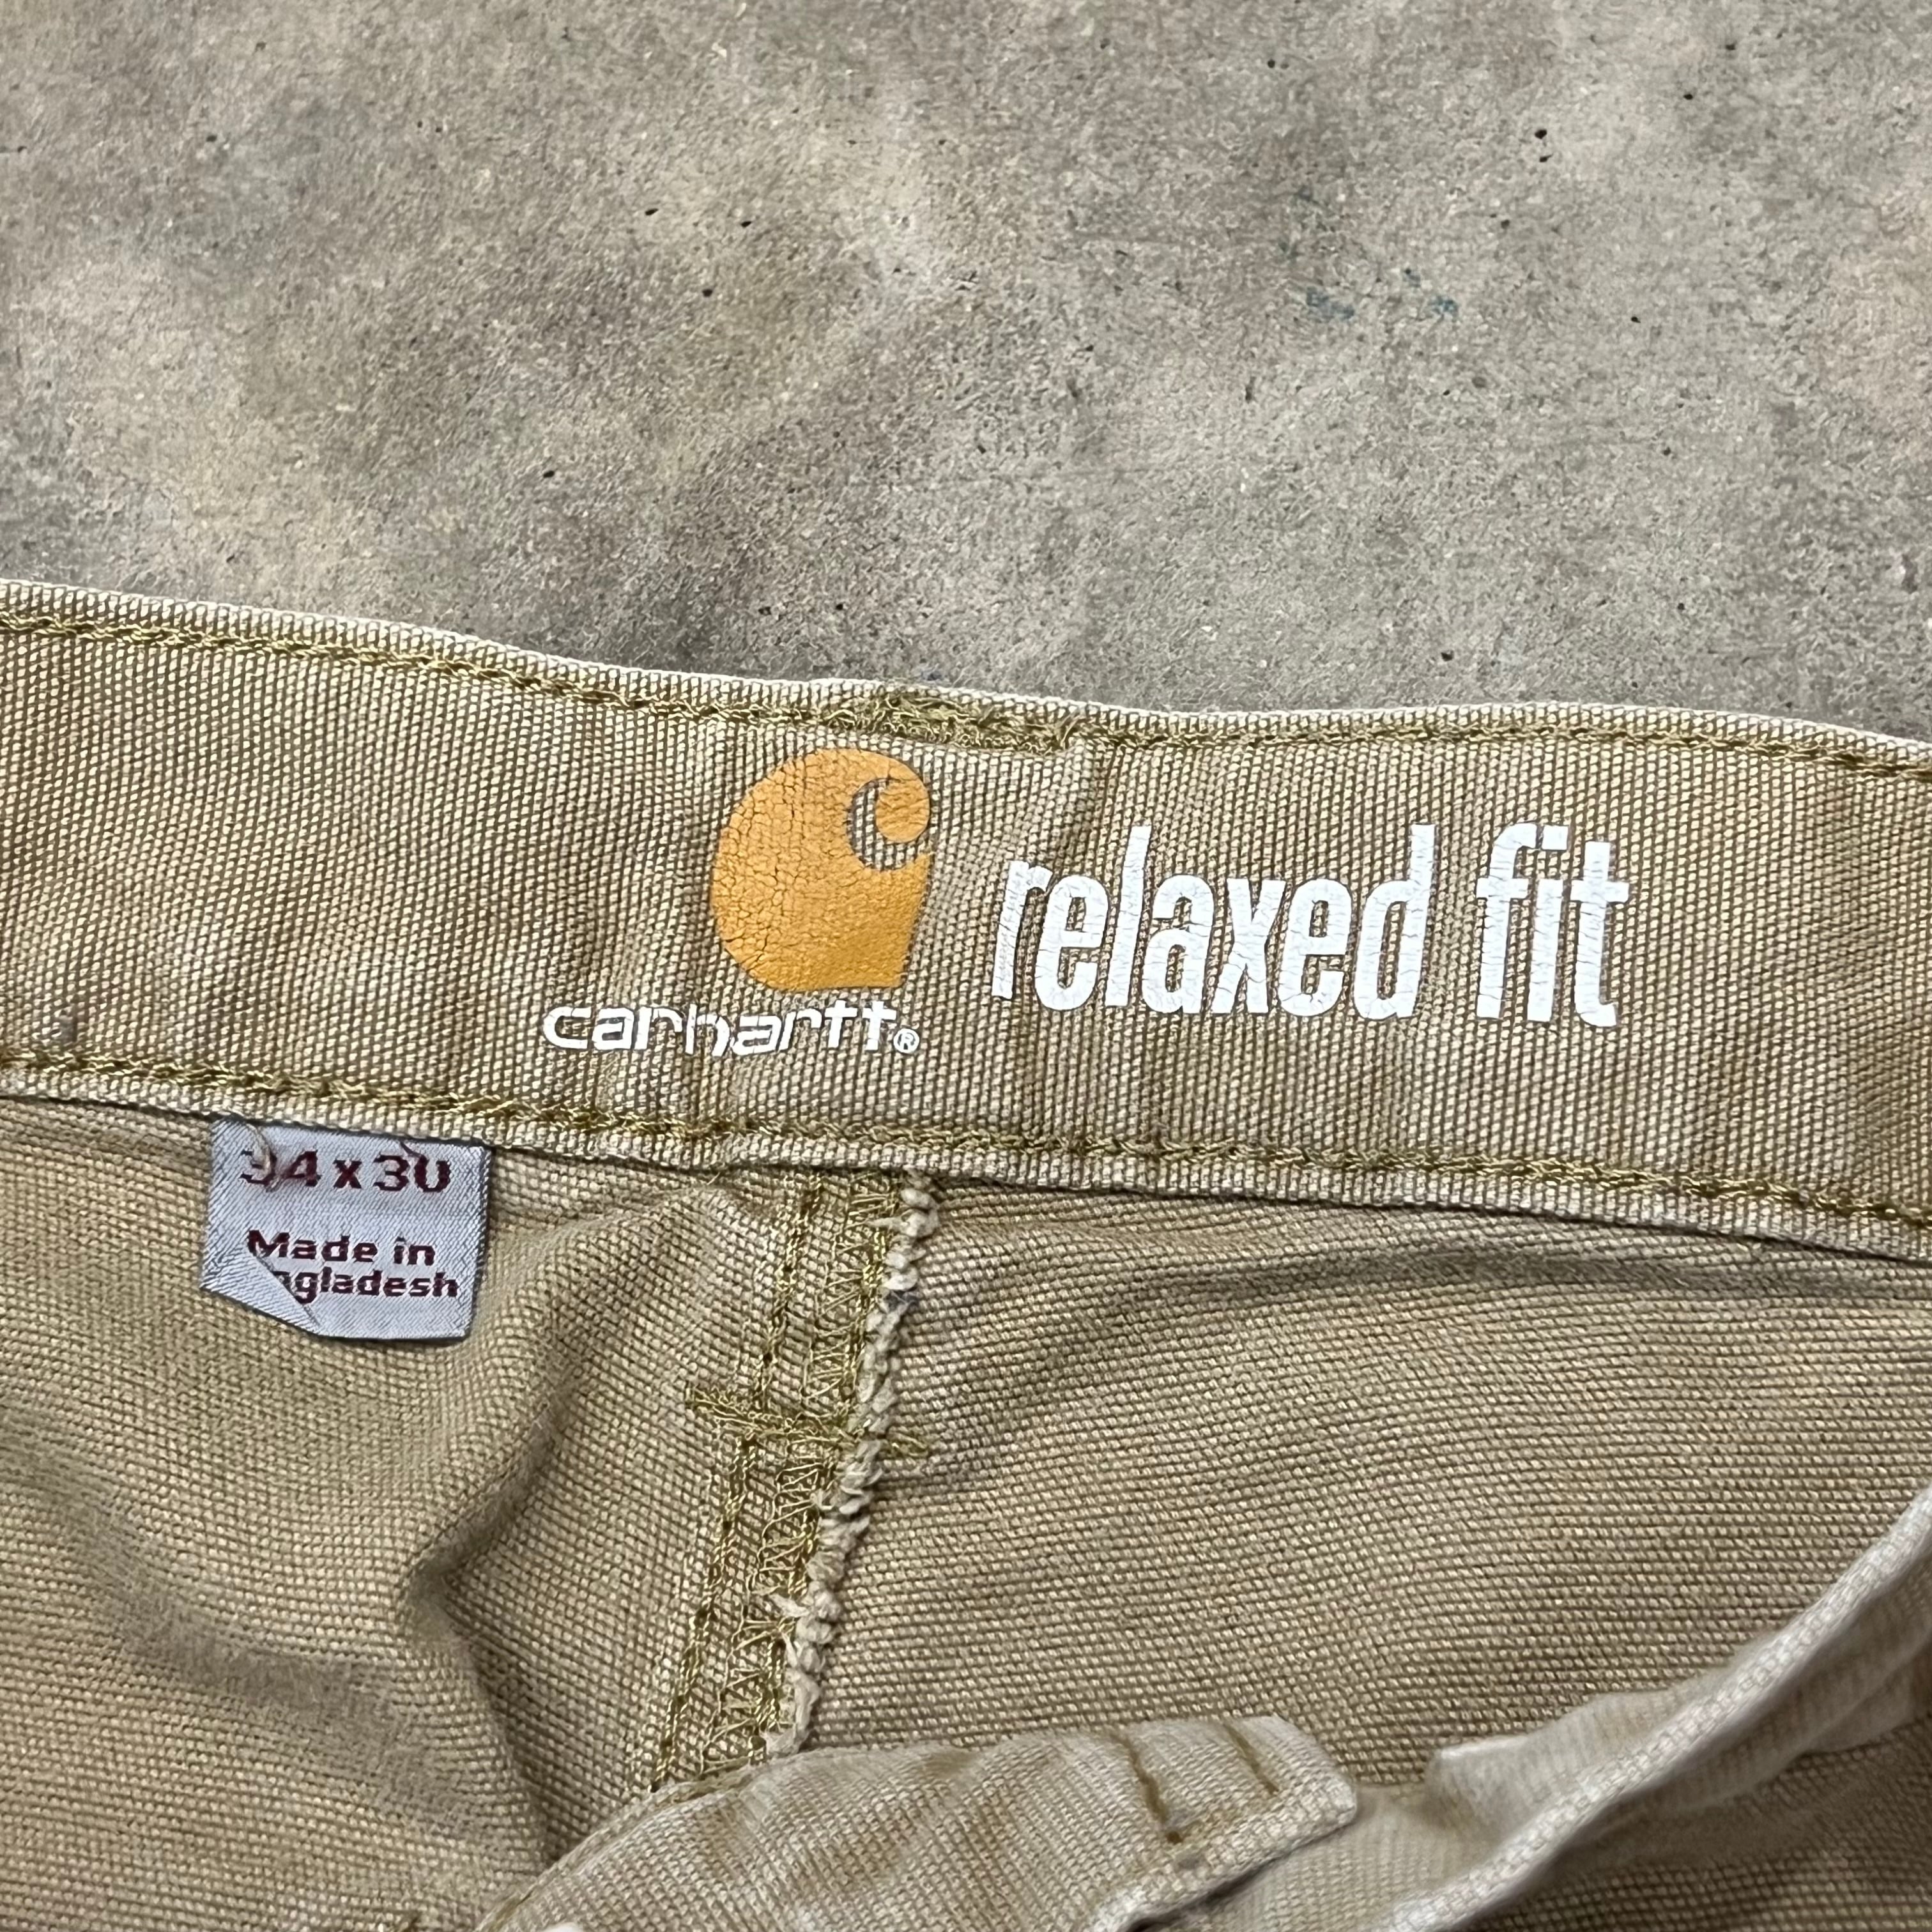 relaxed fit
carhartt®
34 x 30
Made in
ngladesh